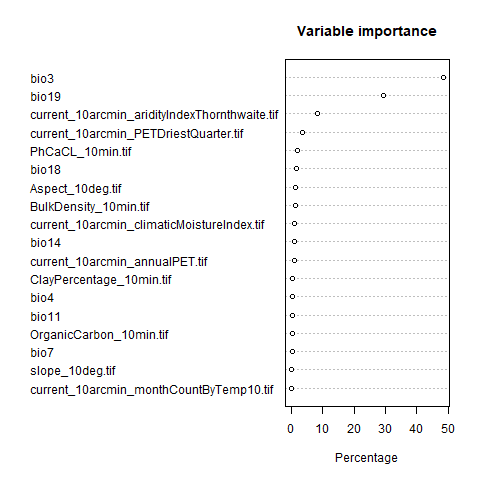 Variable importance
bio3
bio19
current_10arcmin_aridityIndexThornthwaite.tif
current_10arcmin_PETDriestQuarter.tif
PhCaCL_10min.tif
bio18
Aspect_10deg.tif
BulkDensity_10min.tif
current_10arcmin_climaticMoistureIndex.tif
bio14
current_10arcmin_annualPET.tif
ClayPercentage_10min.tif
bio4
bio11
OrganicCarbon_10min.tif
bio7
slope_10deg.tif
current_10arcmin_monthCountByTemp10.tif
0 10 20 30 40 50
Percentage